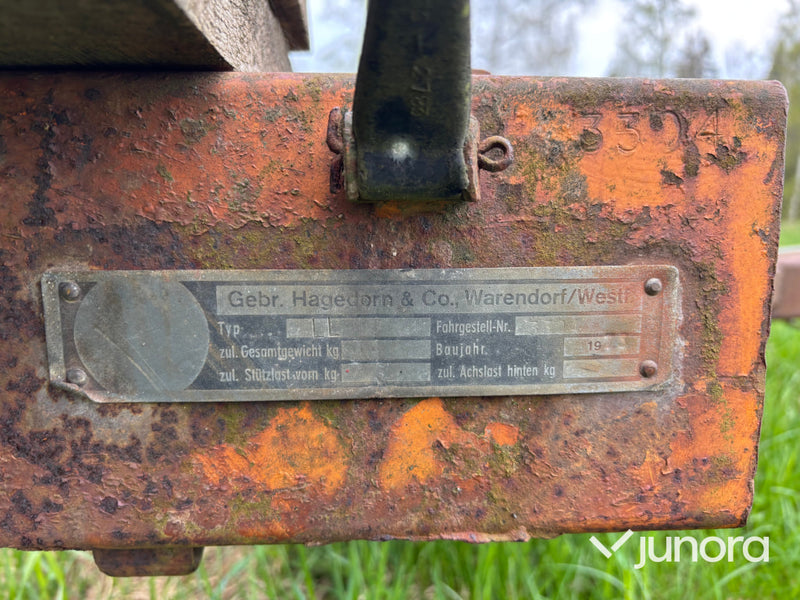 3304
Gebr. Hagedorn & Co., Warendorf/Westf.
Typ Fahrgestell-Nr.
zul. Gesamtgewicht kg Baujahr. 19
zul. Stützlast vorn kg zul. Achslast hinten kg
junora